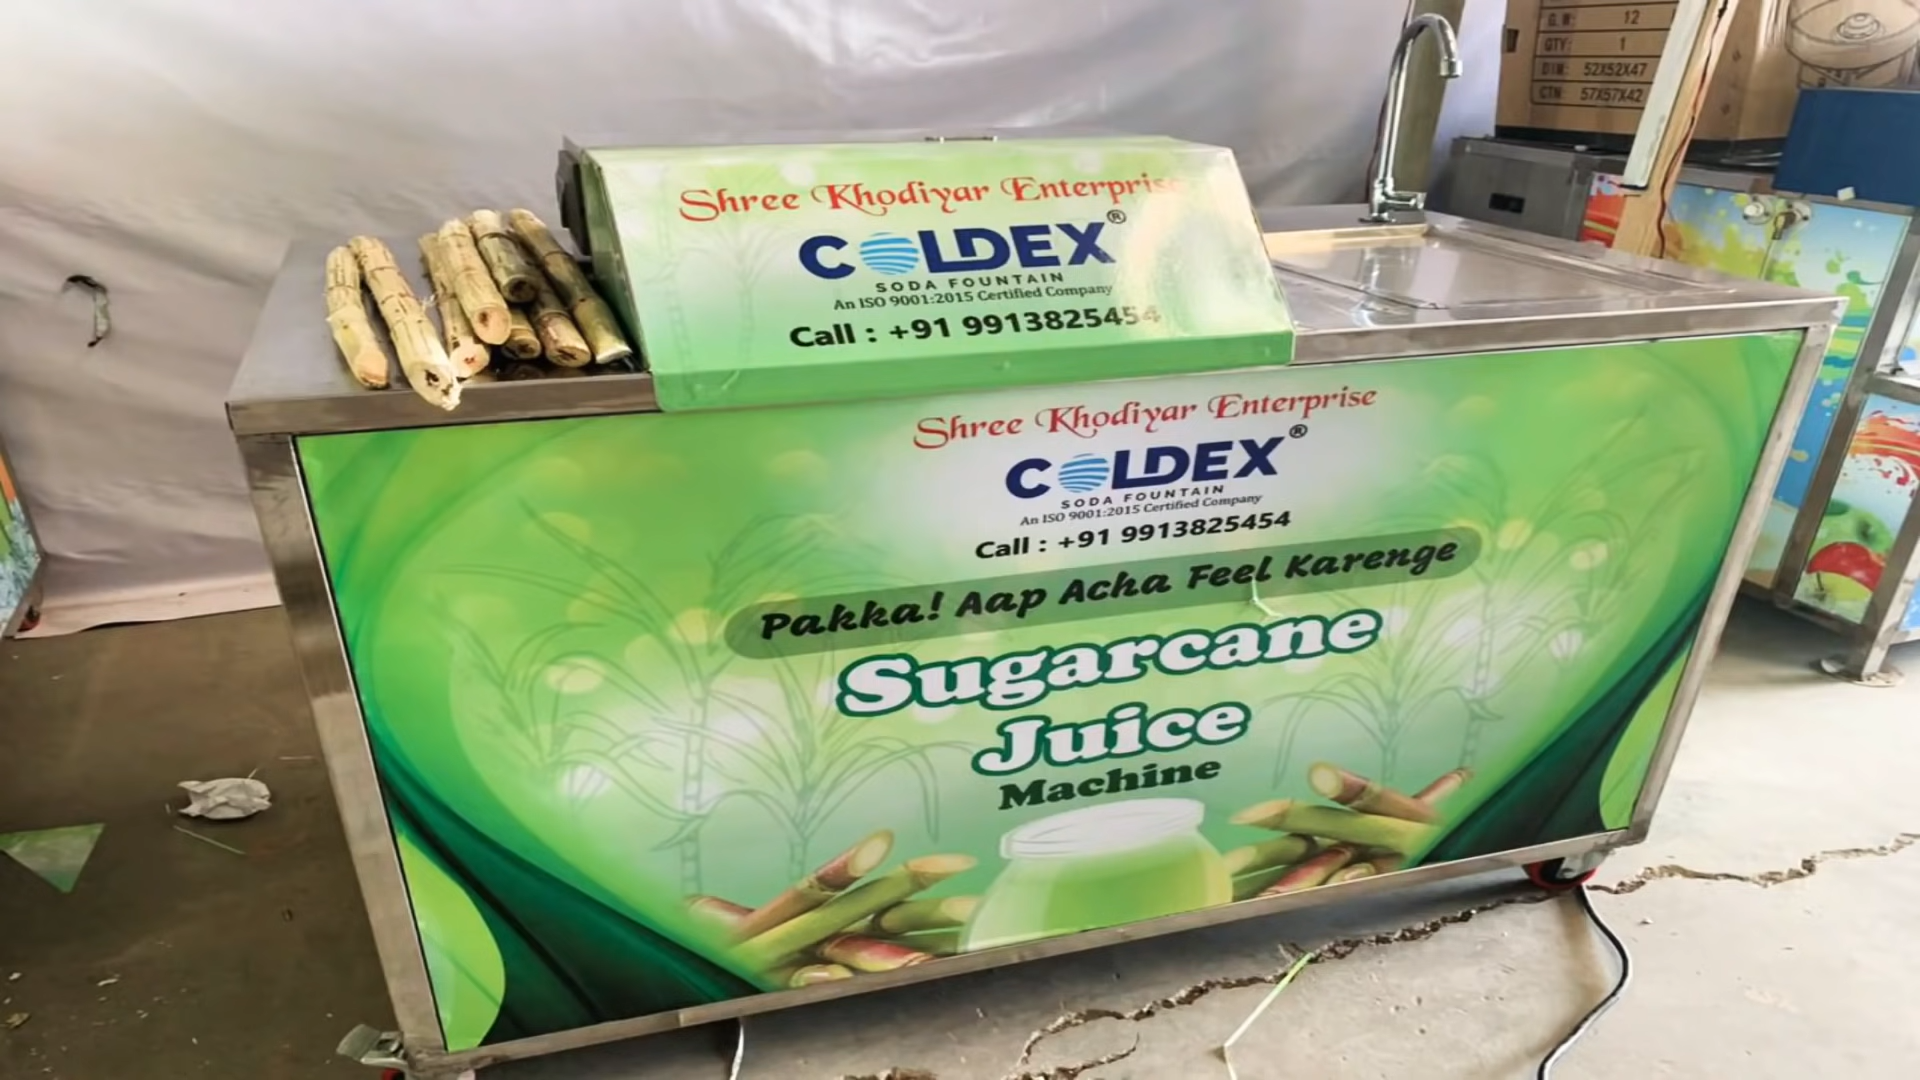 G.W: 12
QTY: 1
DIM: 52X52X47
CTN: 57X57X42
Shree Khodiyar Enterprise
COLDEX®
SODA FOUNTAIN
An ISO 9001:2015 Certified Company
Call : +91 9913825454
Shree Khodiyar Enterprise
COLDEX®
SODA FOUNTAIN
An ISO 9001:2015 Certified Company
Call : +91 9913825454
Pakka! Aap Acha Feel Karenge
Sugarcane
Juice
Machine